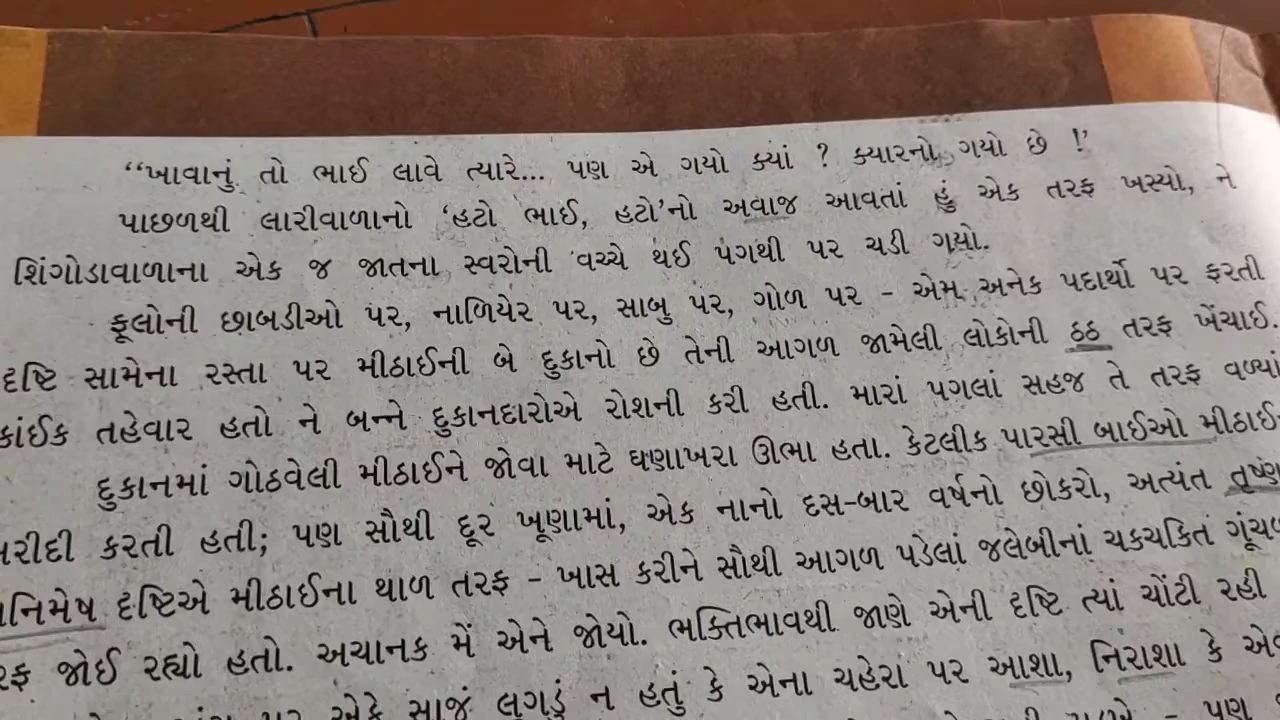 “ખાવાનું તો ભાઈ લાવે ત્યારે... પણ એ ગયો ક્યાં ? ક્યારનો ગયો છે !’
પાછળથી લારીવાળાનો ‘હટો ભાઈ, હટો’નો અવાજ આવતાં હું એક તરફ ખસ્યો, ને
શિંગોડાવાળાના એક જ જાતના સ્વરોની વચ્ચે થઈ પગથી પર ચડી ગયો.
ફૂલોની છાબડીઓ પર, નાળિયેર પર, સાબુ પર, ગોળ પર – એમ અનેક પદાર્થો પર ફરતી
દૃષ્ટિ સામેના રસ્તા પર મીઠાઈની બે દુકાનો છે તેની આગળ જામેલી લોકોની ઠઠ તરફ ખેંચાઈ.
કાંઈક તહેવાર હતો ને બન્ને દુકાનદારોએ રોશની કરી હતી. મારાં પગલાં સહજ તે તરફ વળ્યાં
દુકાનમાં ગોઠવેલી મીઠાઈને જોવા માટે ઘણાખરા ઊભા હતા. કેટલીક પારસી બાઈઓ મીઠાઈ
કરતી હતી; પણ સૌથી દૂર ખૂણામાં, એક નાનો દસ-બાર વર્ષનો છોકરો, અત્યંત
દૃષ્ટિએ મીઠાઈના થાળ તરફ – ખાસ કરીને સૌથી આગળ પડેલાં જલેબીનાં ચકચકિત
જોઈ રહ્યો હતો. અચાનક મેં એને જોયો. ભક્તિભાવથી જાણે એની દૃષ્ટિ ત્યાં ચોંટી રહી
પર એકે સાજું લૂગડું ન હતું કે એના ચહેરા પર આશા, નિરાશા કે
– પણ